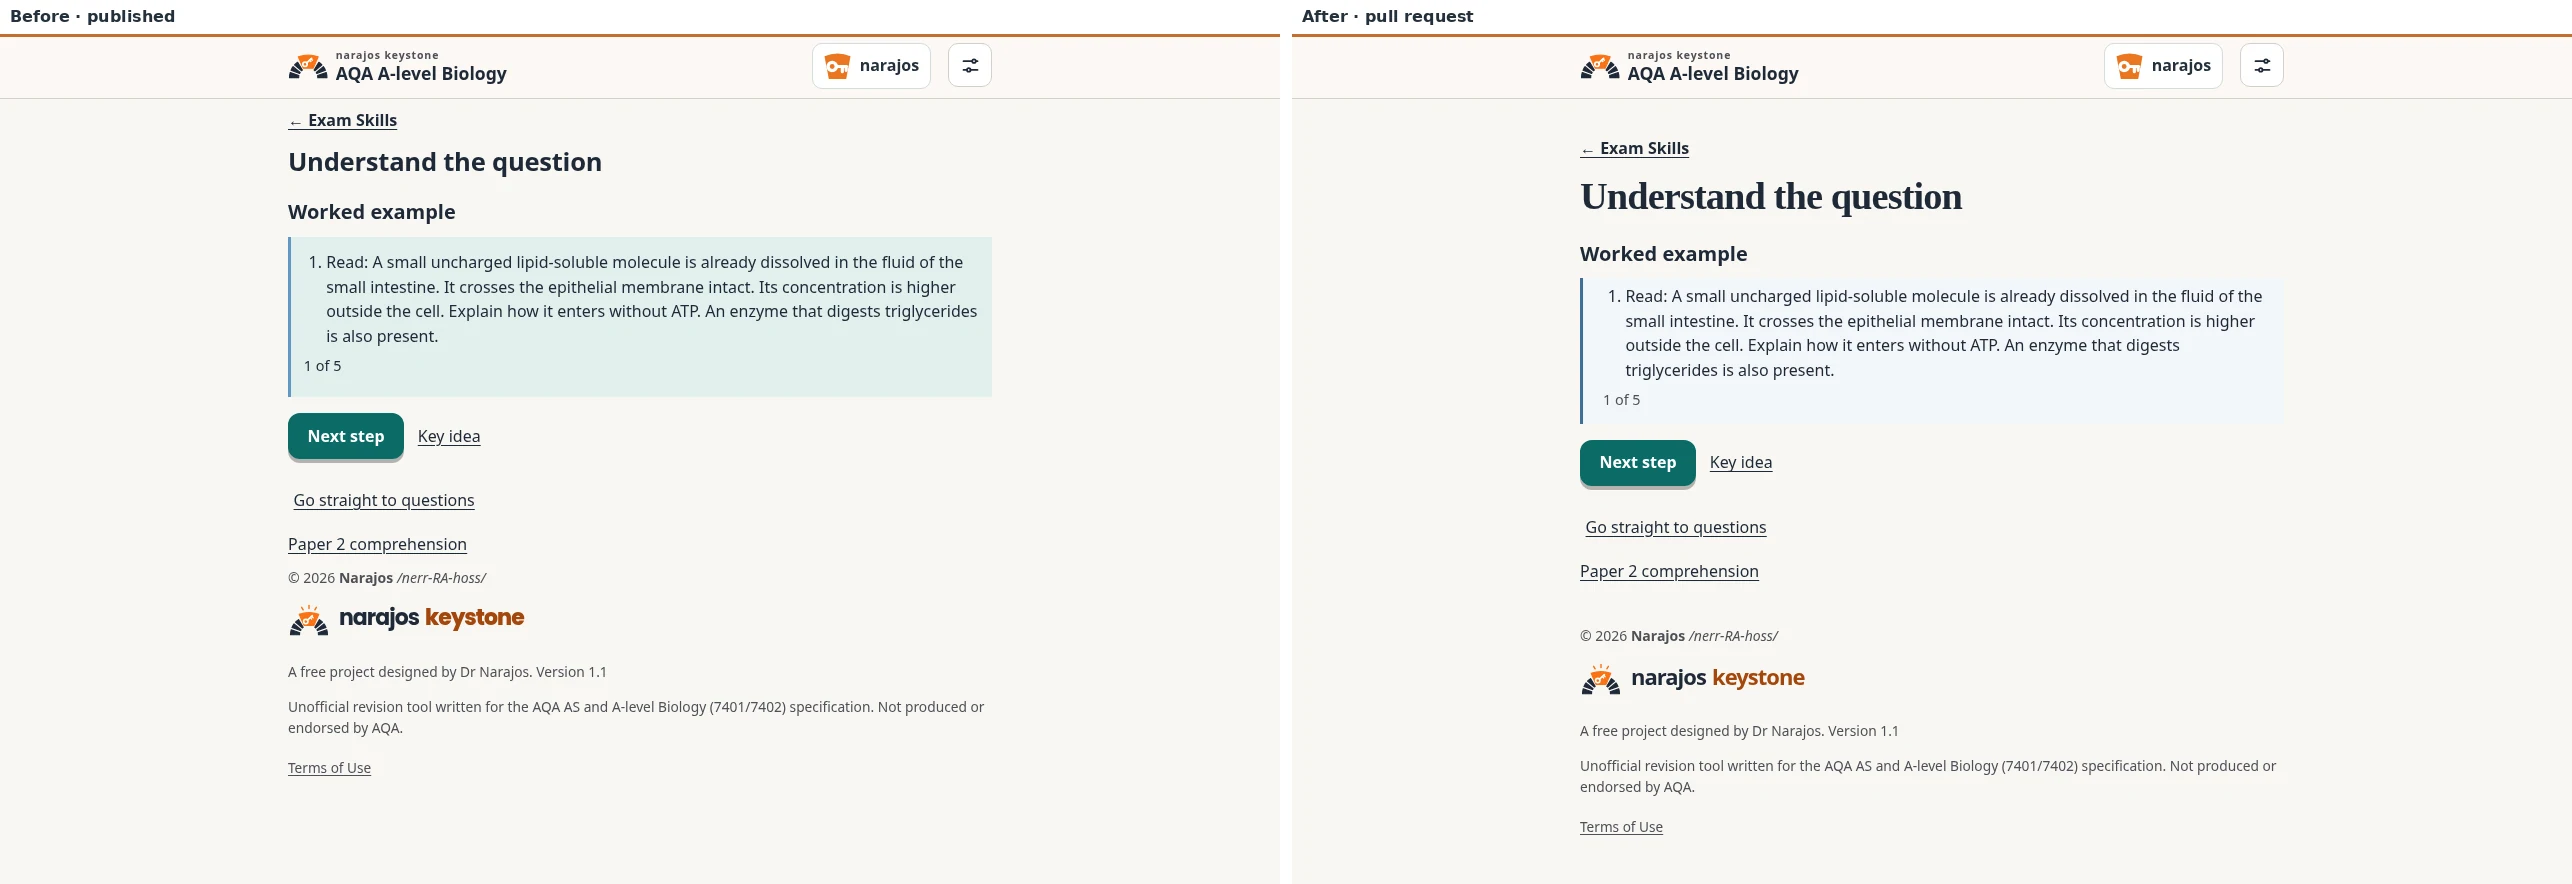 Before · published
narajos keystone
AQA A-level Biology
narajos
← Exam Skills
Understand the question
Worked example
1. Read: A small uncharged lipid-soluble molecule is already dissolved in the fluid of the
small intestine. It crosses the epithelial membrane intact. Its concentration is higher
outside the cell. Explain how it enters without ATP. An enzyme that digests triglycerides
is also present.
1 of 5
Next step Key idea
Go straight to questions
Paper 2 comprehension
© 2026 Narajos /nerr-RA-hoss/
narajos keystone
A free project designed by Dr Narajos. Version 1.1
Unofficial revision tool written for the AQA AS and A-level Biology (7401/7402) specification. Not produced or
endorsed by AQA.
Terms of Use
After · pull request
narajos keystone
AQA A-level Biology
narajos
← Exam Skills
Understand the question
Worked example
1. Read: A small uncharged lipid-soluble molecule is already dissolved in the fluid of the
small intestine. It crosses the epithelial membrane intact. Its concentration is higher
outside the cell. Explain how it enters without ATP. An enzyme that digests
triglycerides is also present.
1 of 5
Next step Key idea
Go straight to questions
Paper 2 comprehension
© 2026 Narajos /nerr-RA-hoss/
narajos keystone
A free project designed by Dr Narajos. Version 1.1
Unofficial revision tool written for the AQA AS and A-level Biology (7401/7402) specification. Not produced or
endorsed by AQA.
Terms of Use